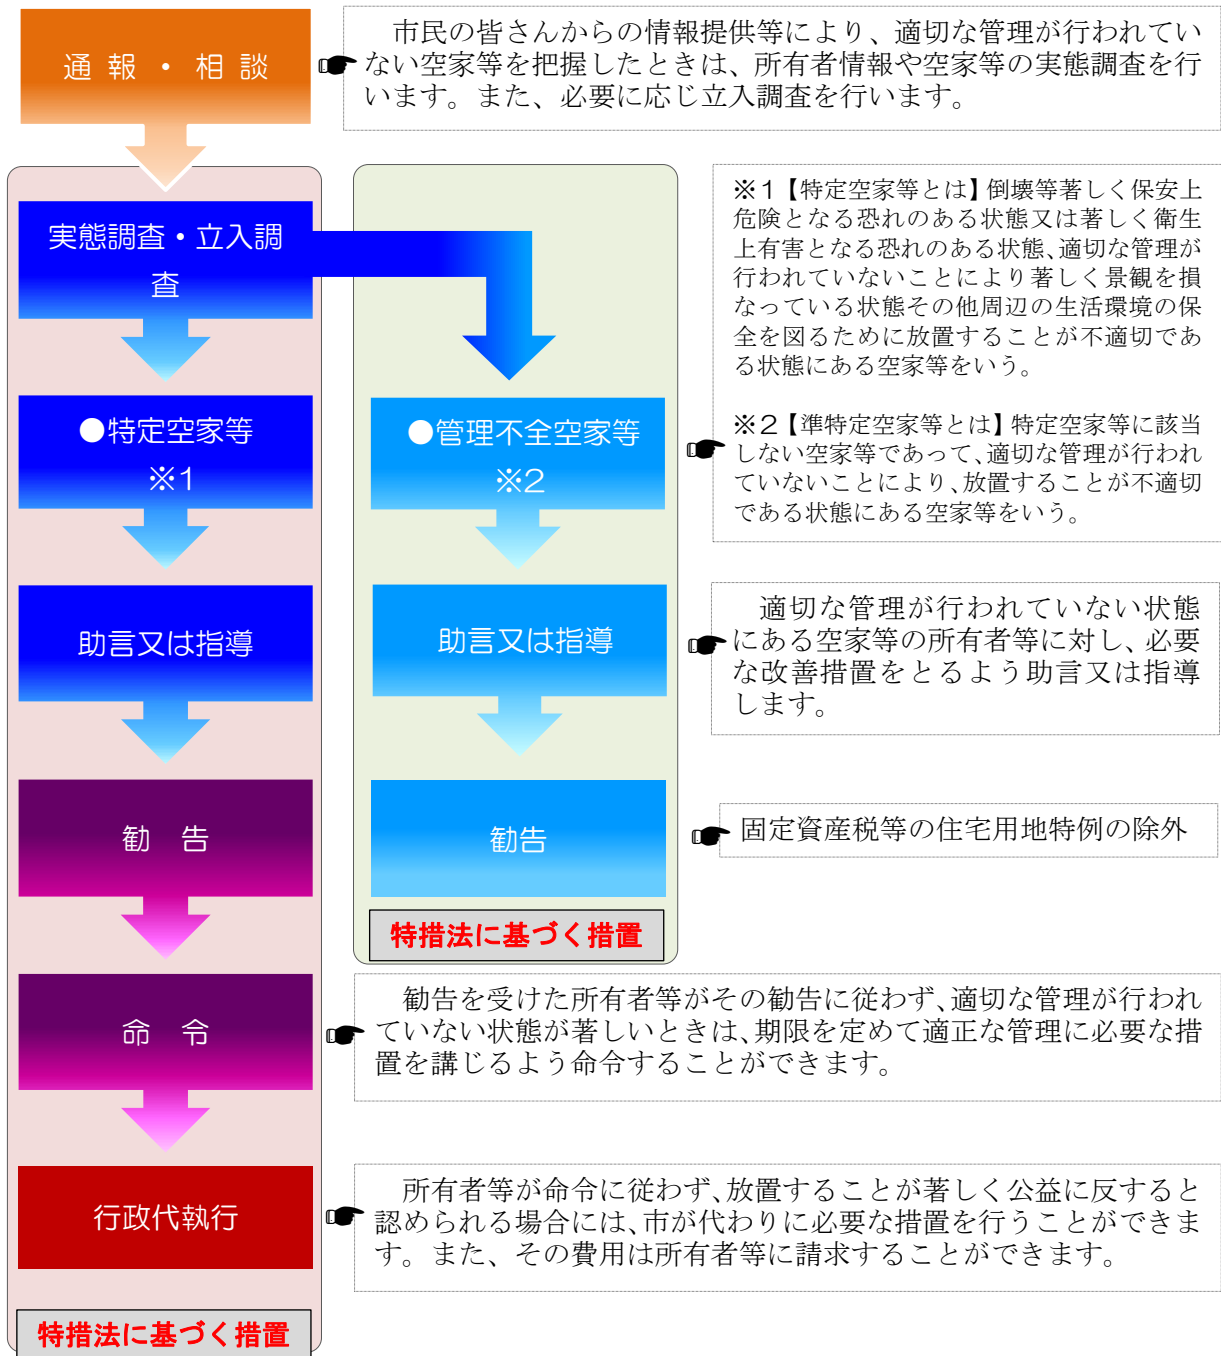 通 報 ・ 相 談
市民の皆さんからの情報提供等により、適切な管理が行われてい
ない空家等を把握したときは、所有者情報や空家等の実態調査を行
います。また、必要に応じ立入調査を行います。
実態調査・立入調
査
※1【特定空家等とは】倒壊等著しく保安上
危険となる恐れのある状態又は著しく衛生
上有害となる恐れのある状態、適切な管理が
行われていないことにより著しく景観を損
なっている状態その他周辺の生活環境の保
全を図るために放置することが不適切であ
る状態にある空家等をいう。
●特定空家等
※1
●管理不全空家等
※2
※2【準特定空家等とは】特定空家等に該当
しない空家等であって、適切な管理が行われ
ていないことにより、放置することが不適切
である状態にある空家等をいう。
助言又は指導
助言又は指導
適切な管理が行われていない状態
にある空家等の所有者等に対し、必要
な改善措置をとるよう助言又は指導
します。
勧 告
勧告
固定資産税等の住宅用地特例の除外
特措法に基づく措置
命 令
勧告を受けた所有者等がその勧告に従わず、適切な管理が行われ
ていない状態が著しいときは、期限を定めて適正な管理に必要な措
置を講じるよう命令することができます。
行政代執行
所有者等が命令に従わず、放置することが著しく公益に反すると
認められる場合には、市が代わりに必要な措置を行うことができま
す。また、その費用は所有者等に請求することができます。
特措法に基づく措置